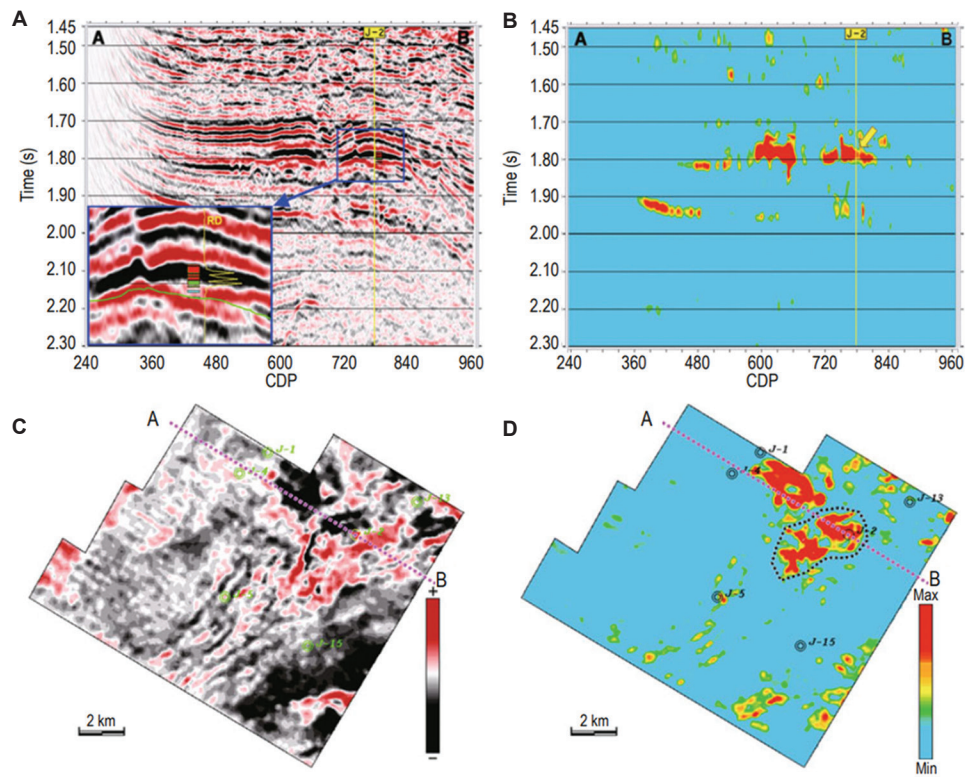 A
B
1.45
1.50
1.60
1.70
1.80
1.90
2.00
2.10
2.20
2.30
Time (s)
A
J-2
B
RD
240
360
480
600
720
840
960
CDP
1.45
1.50
1.60
1.70
1.80
1.90
2.00
2.10
2.20
2.30
Time (s)
A
J-2
B
240
360
480
600
720
840
960
CDP
C
D
A
J-1
J-4
J-13
B
J-15
+
−
2 km
A
J-1
J-13
J-2
B
J-5
J-15
Max
Min
2 km